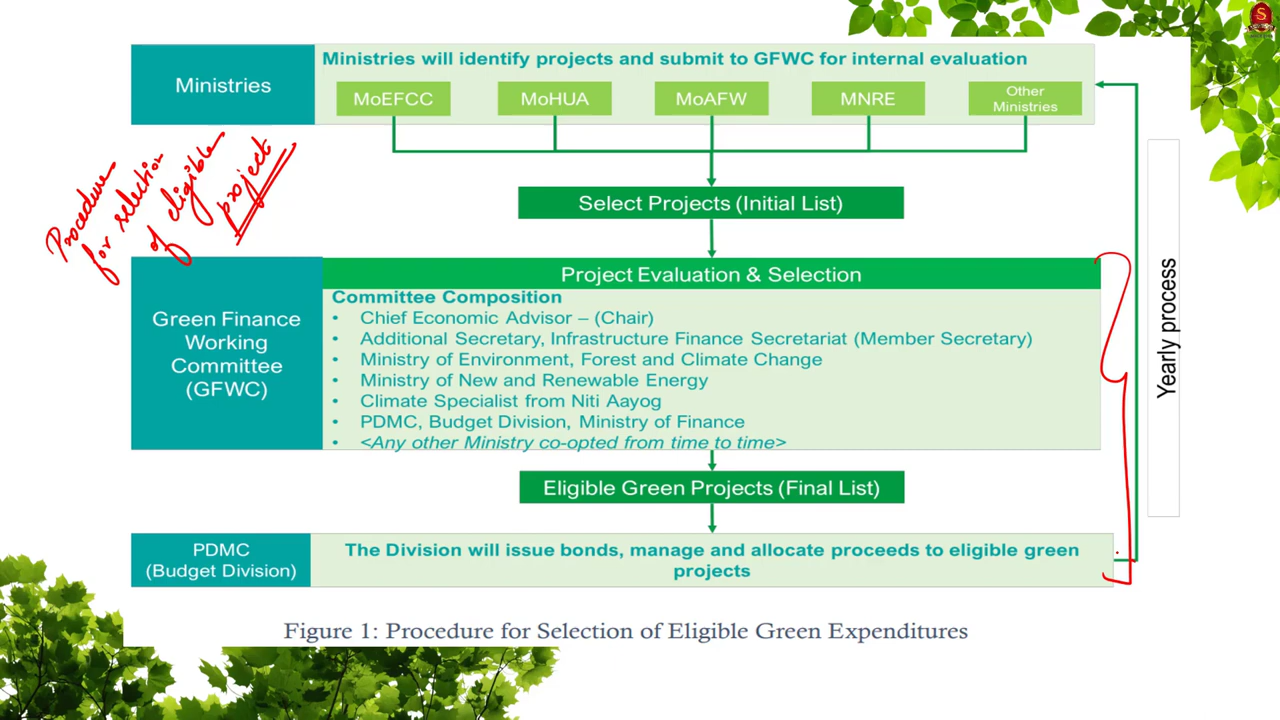 Ministries
Ministries will identify projects and submit to GFWC for internal evaluation
MoEFCC
MoHUA
MoAFW
MNRE
Other
Ministries
Procedure
for selection
of eligible
project
Select Projects (Initial List)
Green Finance
Working
Committee
(GFWC)
Project Evaluation & Selection
Committee Composition
• Chief Economic Advisor – (Chair)
• Additional Secretary, Infrastructure Finance Secretariat (Member Secretary)
• Ministry of Environment, Forest and Climate Change
• Ministry of New and Renewable Energy
• Climate Specialist from Niti Aayog
• PDMC, Budget Division, Ministry of Finance
• <Any other Ministry co-opted from time to time>
Yearly process
Eligible Green Projects (Final List)
PDMC
(Budget Division)
The Division will issue bonds, manage and allocate proceeds to eligible green
projects
Figure 1: Procedure for Selection of Eligible Green Expenditures
S